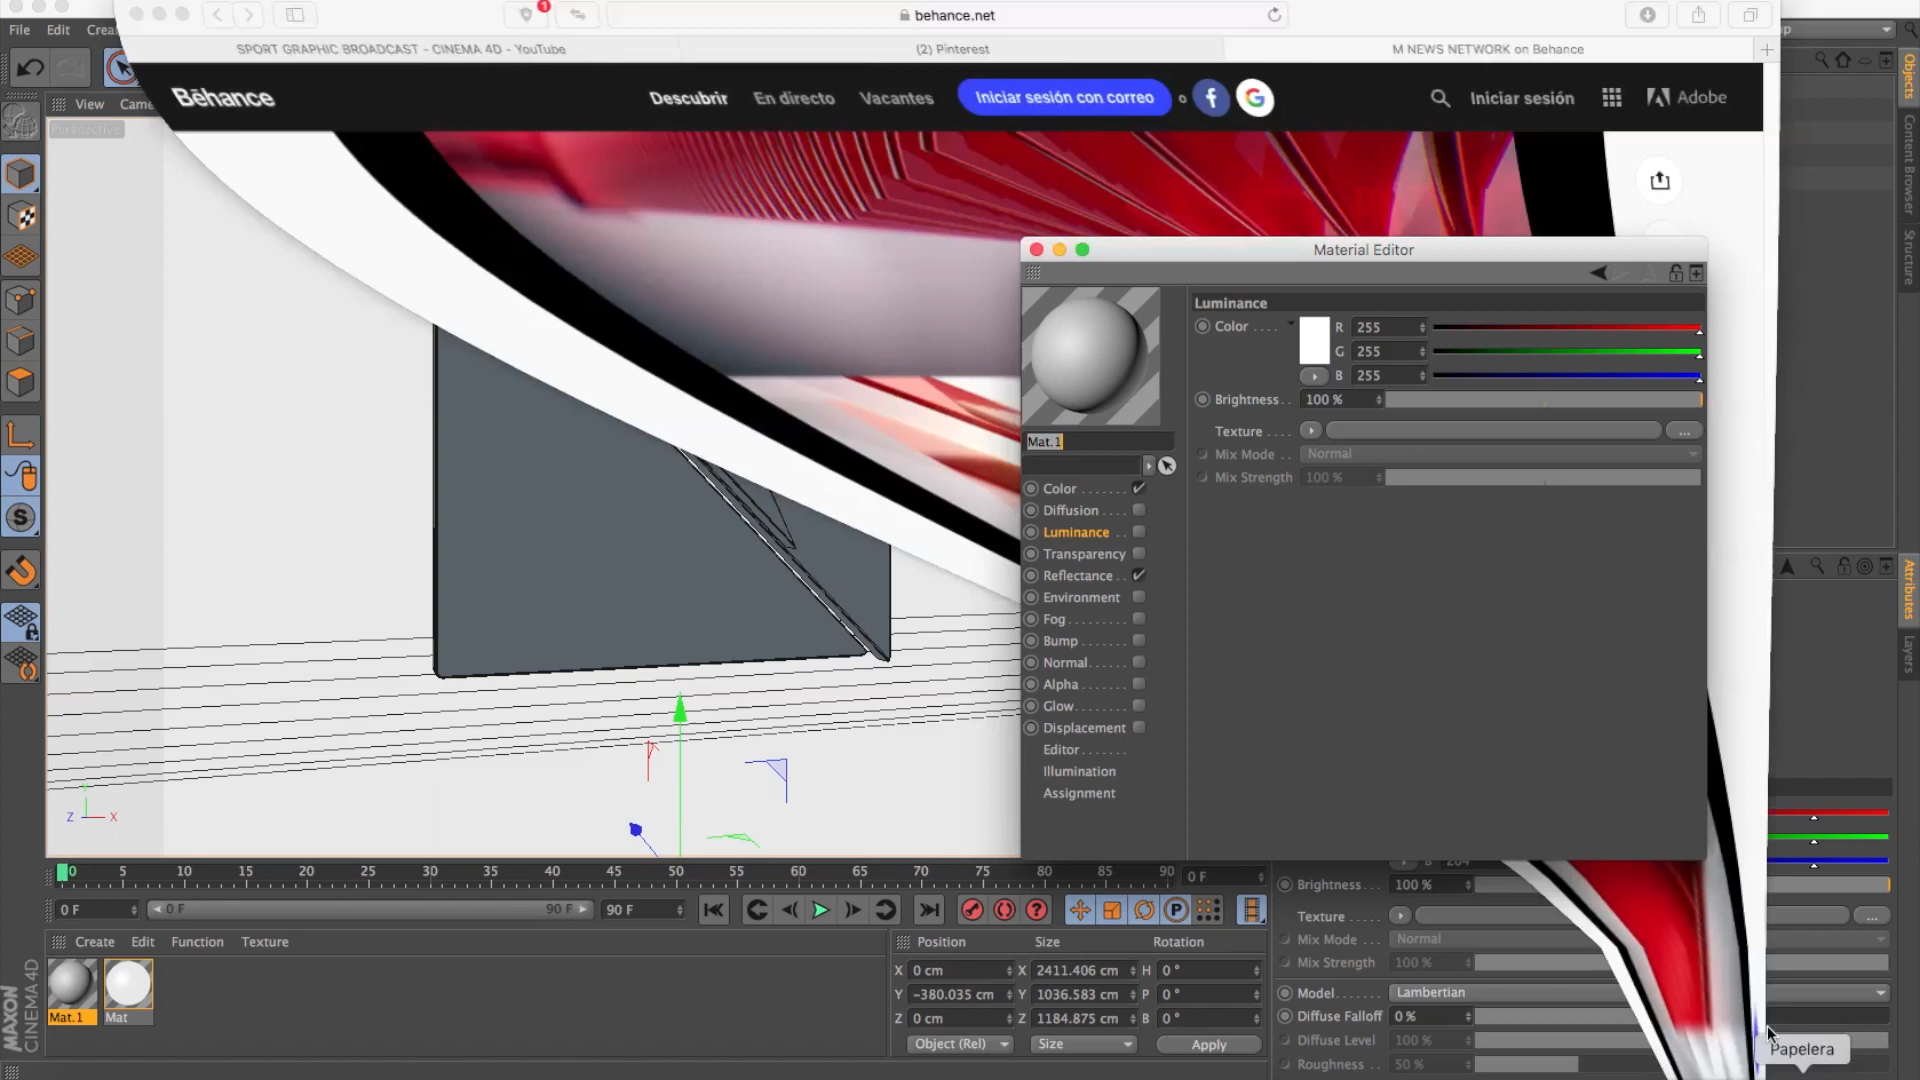 behance.net
1
SPORT GRAPHIC BROADCAST - CINEMA 4D - YouTube
(2) Pinterest
M NEWS NETWORK on Behance
File Edit
Bēhance
Descubrir
En directo
Vacantes
Iniciar sesión con correo
o
Iniciar sesión
Adobe
View
Perspective
Objects
Content Browser
Structure
Attributes
Layers
Material Editor
Luminance
Color . . . .
R 255
G 255
B 255
Brightness . . 100 %
Texture . . . . ...
Mix Mode . . Normal
Mix Strength 100 %
Mat.1
Color
Diffusion
Luminance
Transparency
Reflectance
Environment
Fog
Bump
Normal
Alpha
Glow
Displacement
Editor
Illumination
Assignment
Y
Z X
0 5 10 15 20 25 30 35 40 45 50 55 60 65 70 75 80 85 90 0 F
0 F 0 F 90 F 90 F
Create Edit Function Texture
Mat.1 Mat
MAXON
CINEMA 4D
Position Size Rotation
X 0 cm X 2411.406 cm H 0 °
Y -380.035 cm Y 1036.583 cm P 0 °
Z 0 cm Z 1184.875 cm B 0 °
Object (Rel) Size Apply
B 204
Brightness . . . 100 %
Texture . . . . . ...
Mix Mode . . . Normal
Mix Strength 100 %
Model . . . . . . . Lambertian
Diffuse Falloff 0 %
Diffuse Level 100 %
Roughness . . 50 %
Papelera